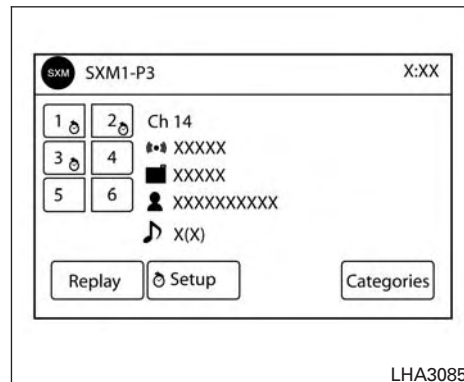 SXM SXM1-P3 X:XX
1 2 Ch 14
XXXXX
3 4 XXXXX
5 6 XXXXXXXXXX
X(X)
Replay Setup Categories
LHA3085